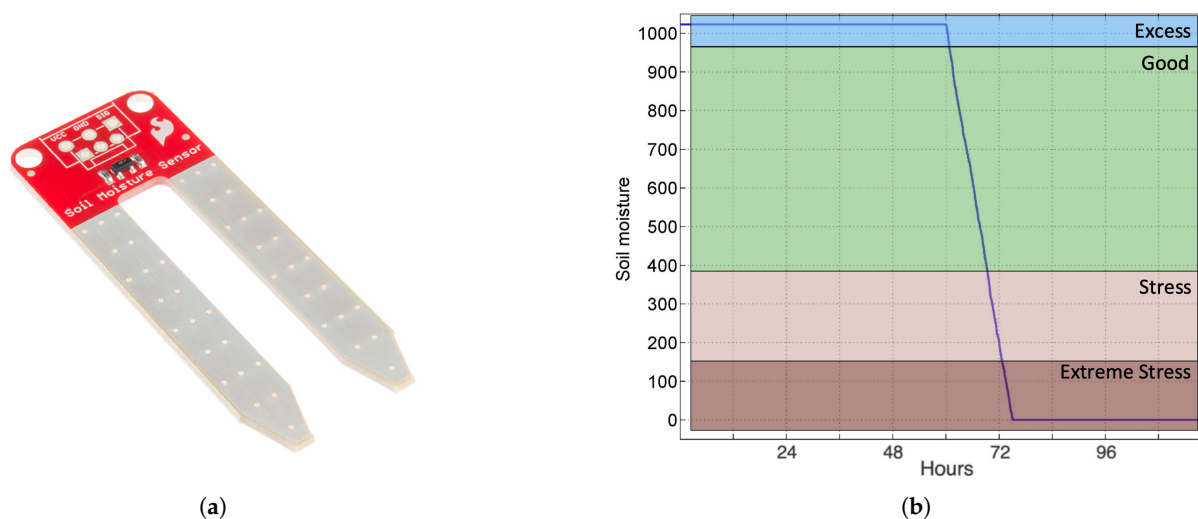 VCC GND SIG
Soil Moisture Sensor
(a)
Soil moisture
1000
900
800
700
600
500
400
300
200
100
0
Excess
Good
Stress
Extreme Stress
24 48 72 96
Hours
(b)